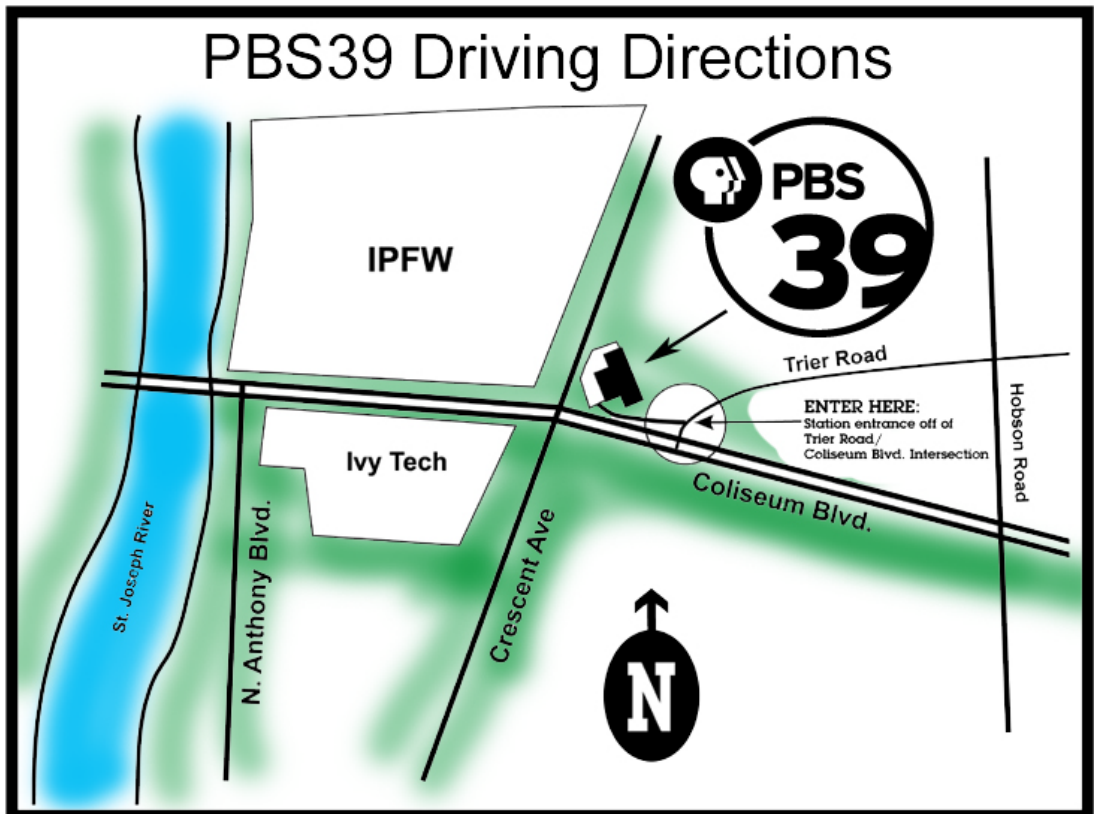 PBS39 Driving Directions
PBS
39
IPFW
Trier Road
ENTER HERE:
Station entrance off of
Trier Road/
Coliseum Blvd. Intersection
Hobson Road
Ivy Tech
Coliseum Blvd.
St. Joseph River
N. Anthony Blvd.
Crescent Ave
N